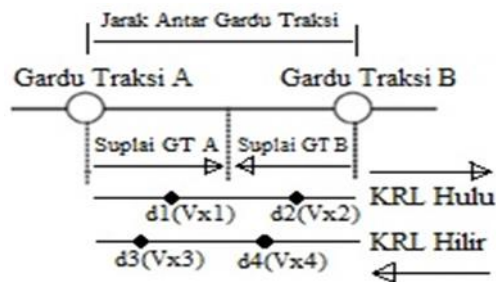 Jarak Antar Gardu Traksi
Gardu Traksi A Gardu Traksi B
Suplai GT A Suplai GT B
KRL Hulu
d1(Vx1) d2(Vx2)
KRL Hilir
d3(Vx3) d4(Vx4)